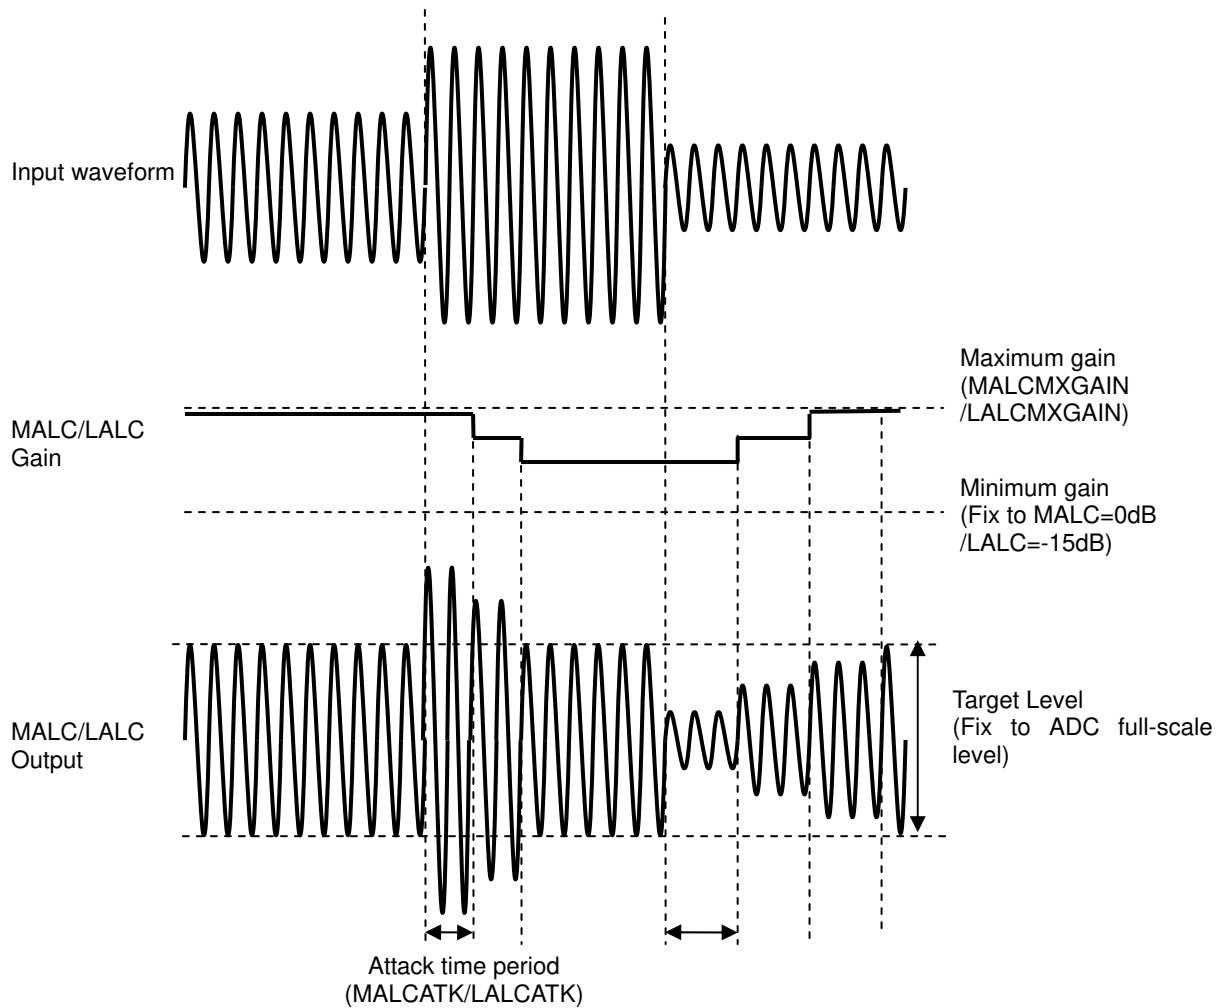 Input waveform
Maximum gain
(MALCMXGAIN
/LALCMXGAIN)
MALC/LALC
Gain
Minimum gain
(Fix to MALC=0dB
/LALC=-15dB)
MALC/LALC
Output
Target Level
(Fix to ADC full-scale
level)
Attack time period
(MALCATK/LALCATK)